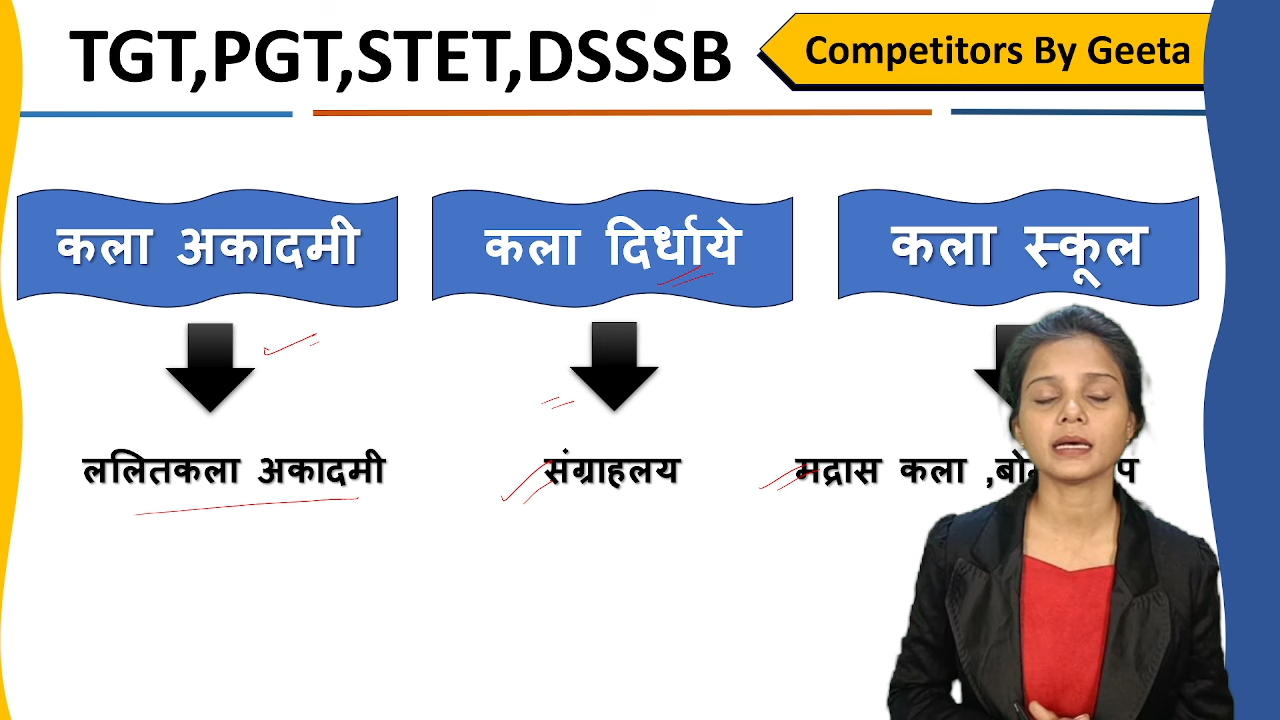 TGT,PGT,STET,DSSSB
Competitors By Geeta
कला अकादमी
कला दिर्धाये
कला स्कूल
ललितकला अकादमी
संग्राहलय
मद्रास कला ,